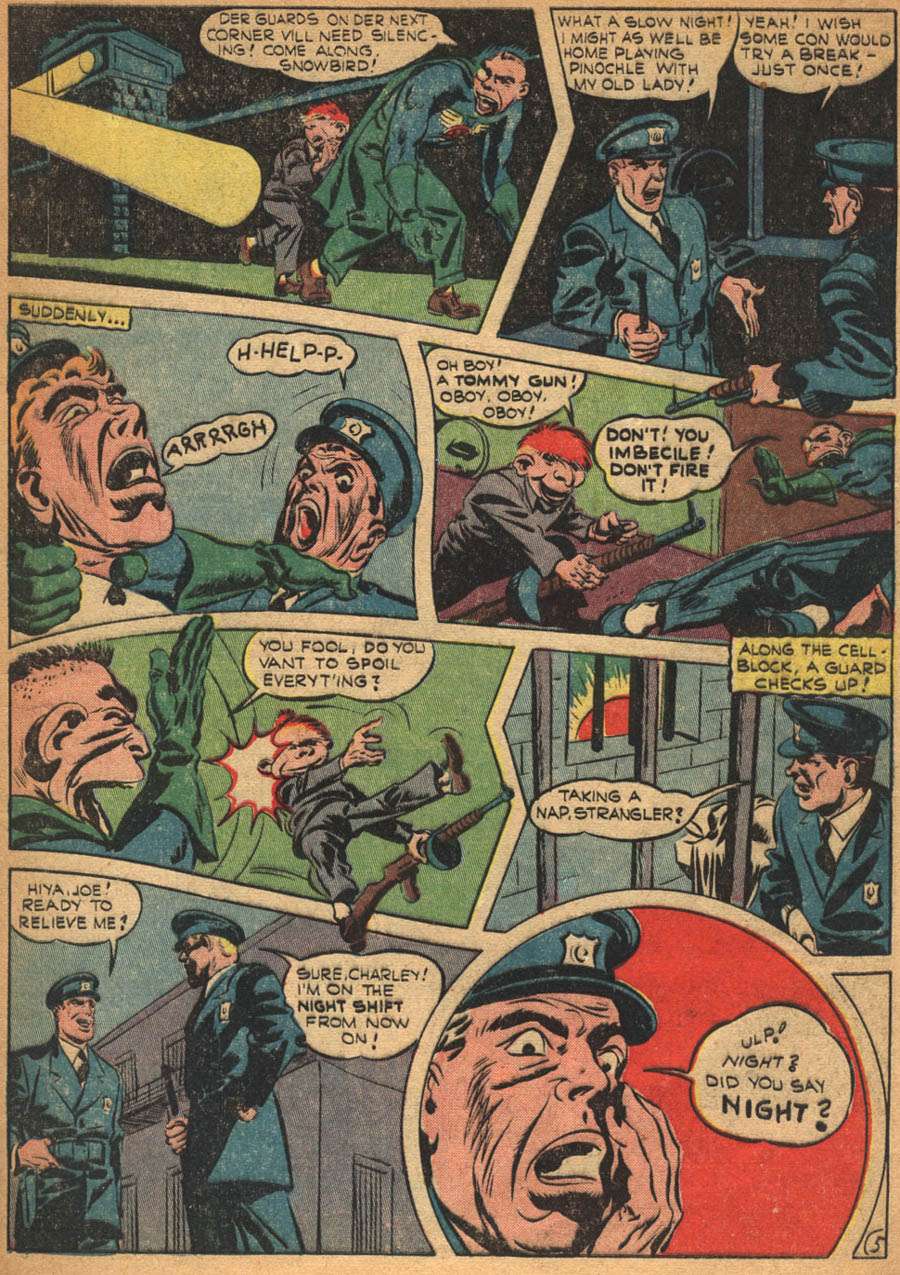 DER GUARDS ON DER NEXT
CORNER VILL NEED SILENC-
ING! COME ALONG,
SNOWBIRD!
WHAT A SLOW NIGHT!
I MIGHT AS WELL BE
HOME PLAYING
PINOCHLE WITH
MY OLD LADY!
YEAH! I WISH
SOME CON WOULD
TRY A BREAK -
JUST ONCE!
SUDDENLY...
ARRRRGH
H-HELP-P-
OH BOY!
A TOMMY GUN!
OBOY, OBOY,
OBOY!
DON'T! YOU
IMBECILE!
DON'T FIRE
IT!
YOU FOOL, DO YOU
VANT TO SPOIL
EVERYT'ING?
ALONG THE CELL-
BLOCK, A GUARD
CHECKS UP!
TAKING A
NAP, STRANGLER?
HIYA, JOE!
READY TO
RELIEVE ME?
SURE, CHARLEY!
I'M ON THE
NIGHT SHIFT
FROM NOW
ON!
ULP!
NIGHT?
DID YOU SAY
NIGHT?
5